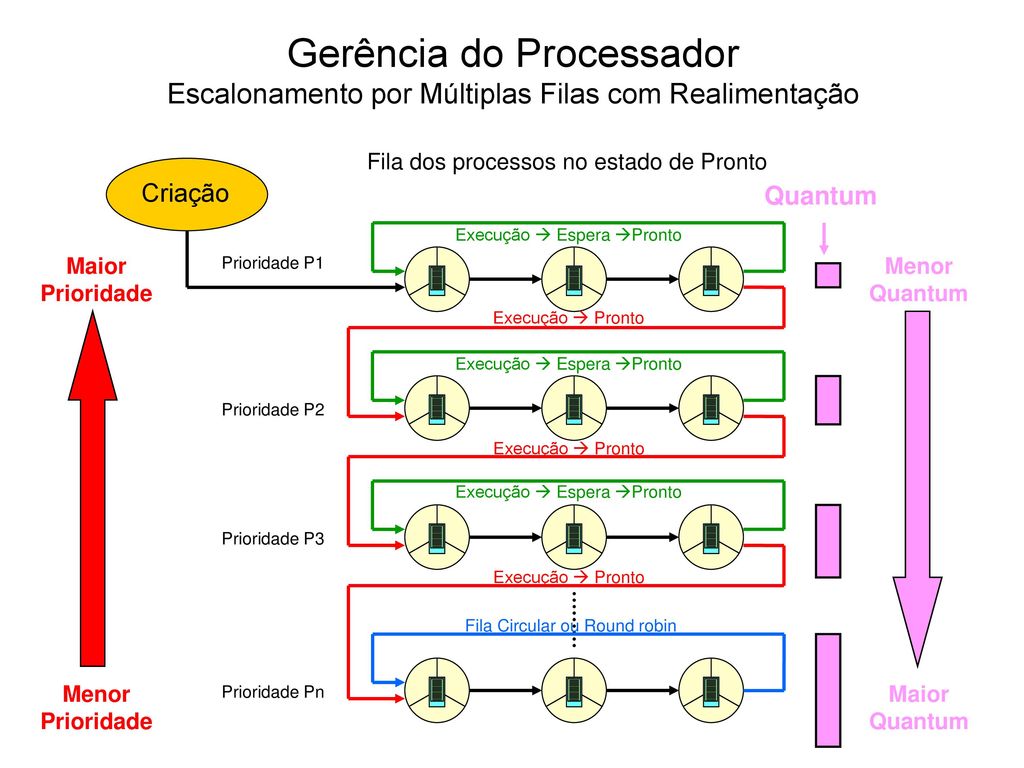 Gerência do Processador
Escalonamento por Múltiplas Filas com Realimentação
Fila dos processos no estado de Pronto
Criação
Quantum
Execução → Espera →Pronto
Maior
Prioridade
Prioridade P1
Menor
Quantum
Execução → Pronto
Execução → Espera →Pronto
Prioridade P2
Execução → Pronto
Execução → Espera →Pronto
Prioridade P3
Execução → Pronto
Fila Circular ou Round robin
Menor
Prioridade
Prioridade Pn
Maior
Quantum